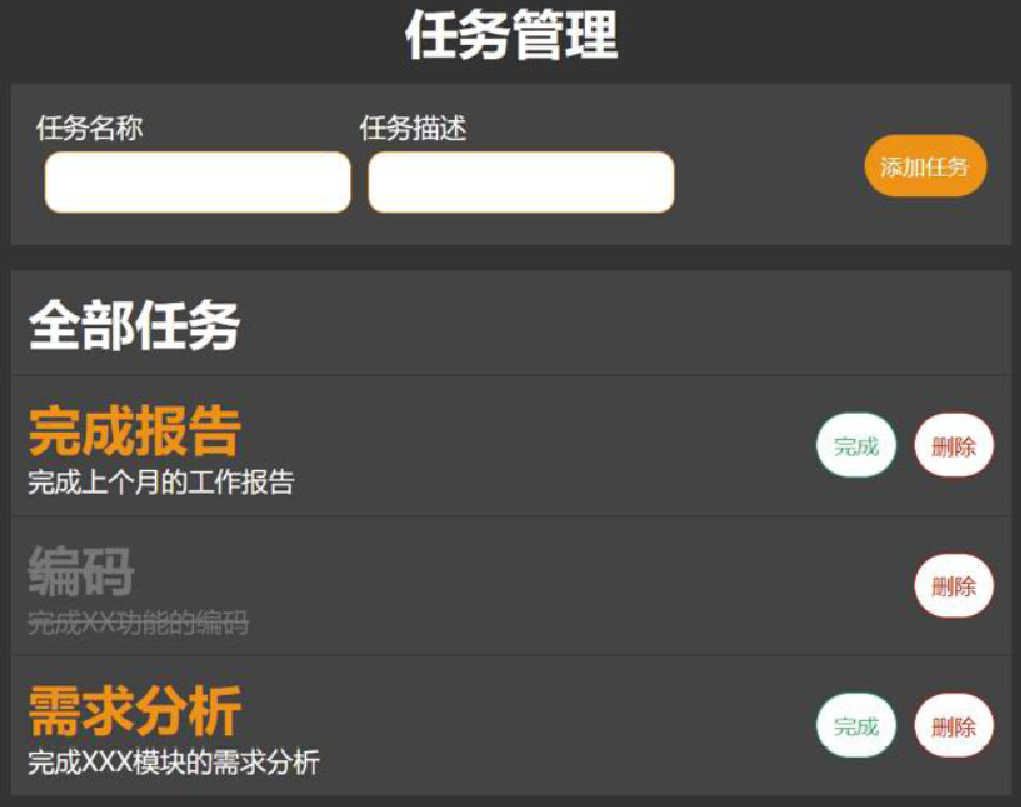 任务管理
任务名称 任务描述
添加任务
全部任务
完成报告
完成上个月的工作报告
完成 删除
编码
完成XX功能的编码
删除
需求分析
完成XXX模块的需求分析
完成 删除